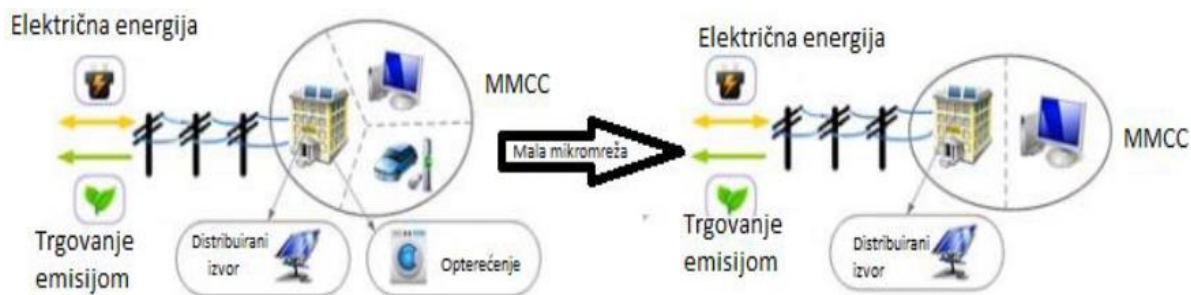 Električna energija
MMCC
Trgovanje
emisijom
Distribuirani
izvor
Opterećenje
Mala mikromreža
Električna energija
MMCC
Trgovanje
emisijom
Distribuirani
izvor